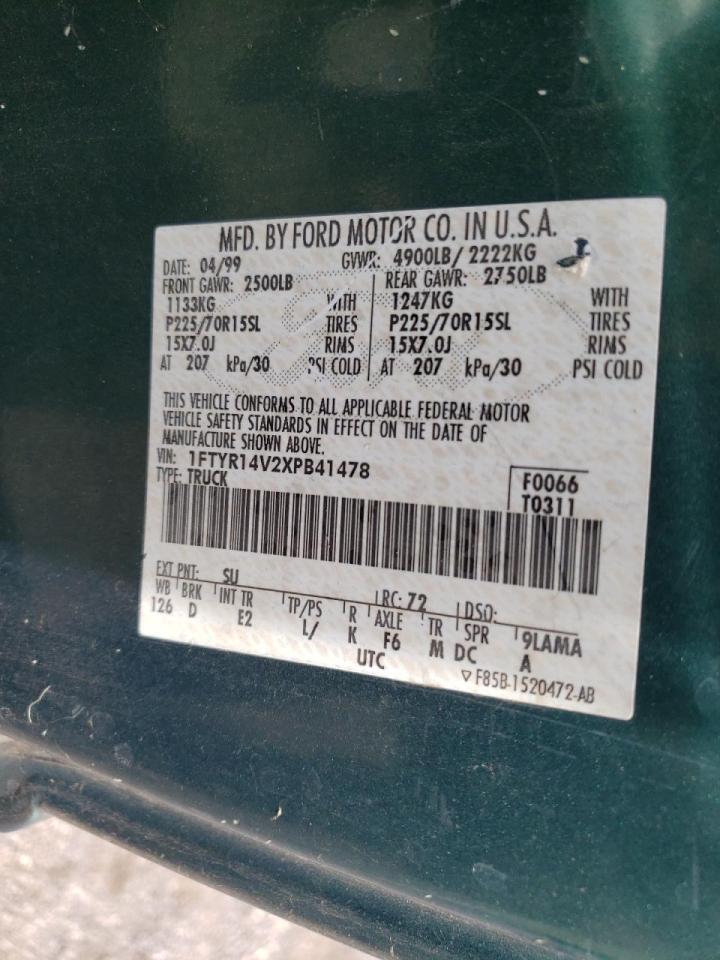 MFD. BY FORD MOTOR CO. IN U.S.A.
DATE: 04/99 GVWR: 4900LB/ 2222KG
FRONT GAWR: 2500LB REAR GAWR: 2750LB
1133KG WITH 1247KG WITH
P225/70R15SL TIRES P225/70R15SL TIRES
15X7.0J RIMS 15X7.0J RIMS
AT 207 kPa/30 PSI COLD AT 207 kPa/30 PSI COLD
THIS VEHICLE CONFORMS TO ALL APPLICABLE FEDERAL MOTOR
VEHICLE SAFETY STANDARDS IN EFFECT ON THE DATE OF
MANUFACTURE SHOWN ABOVE.
VIN: 1FTYR14V2XPB41478
TYPE: TRUCK
F0066
T0311
EXT PNT: SU RC: 72 DSO:
WB BRK INT TR TP/PS R AXLE TR SPR 9LAMA
126 D E2 L/ K F6 M DC A
UTC ▽ F85B-1520472-AB